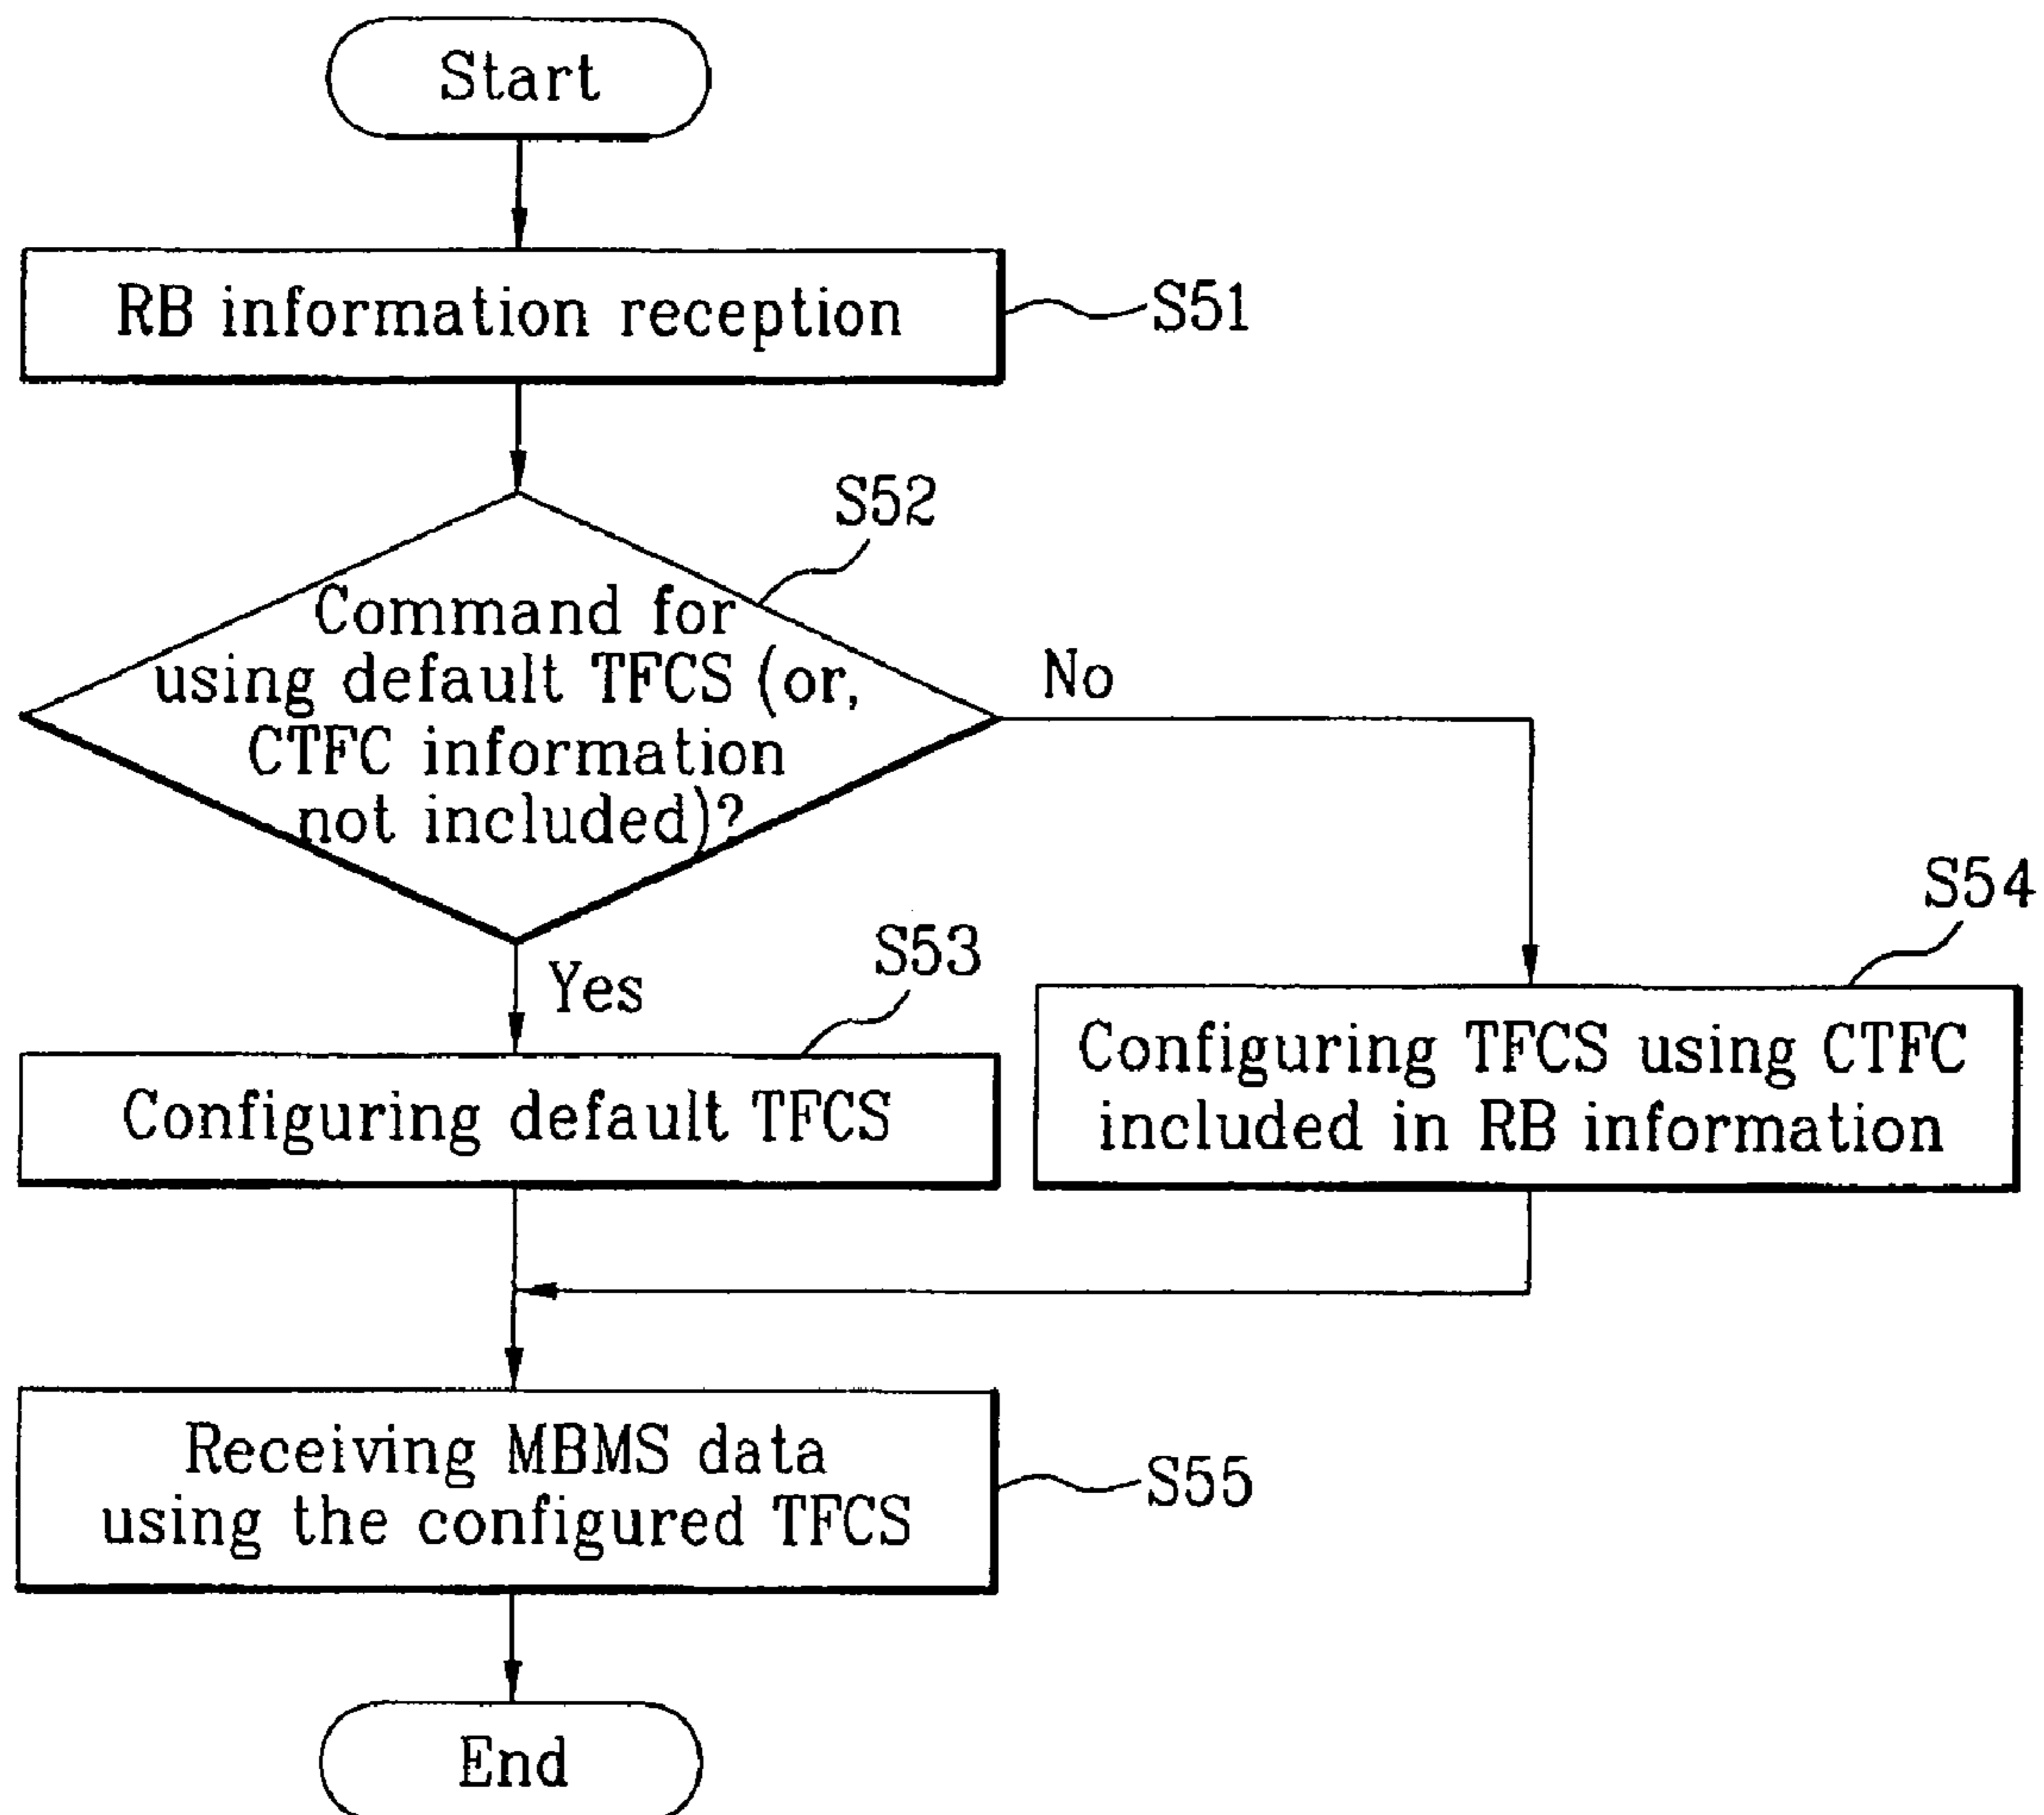 Start
RB information reception
S51
S52
Command for
using default TFCS (or,
CTFC information
not included)?
No
Yes
S53
Configuring default TFCS
S54
Configuring TFCS using CTFC
included in RB information
Receiving MBMS data
using the configured TFCS
S55
End